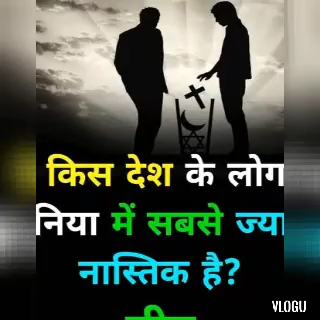 किस देश के लोग
निया में सबसे ज्या
नास्तिक है?
VLOGU